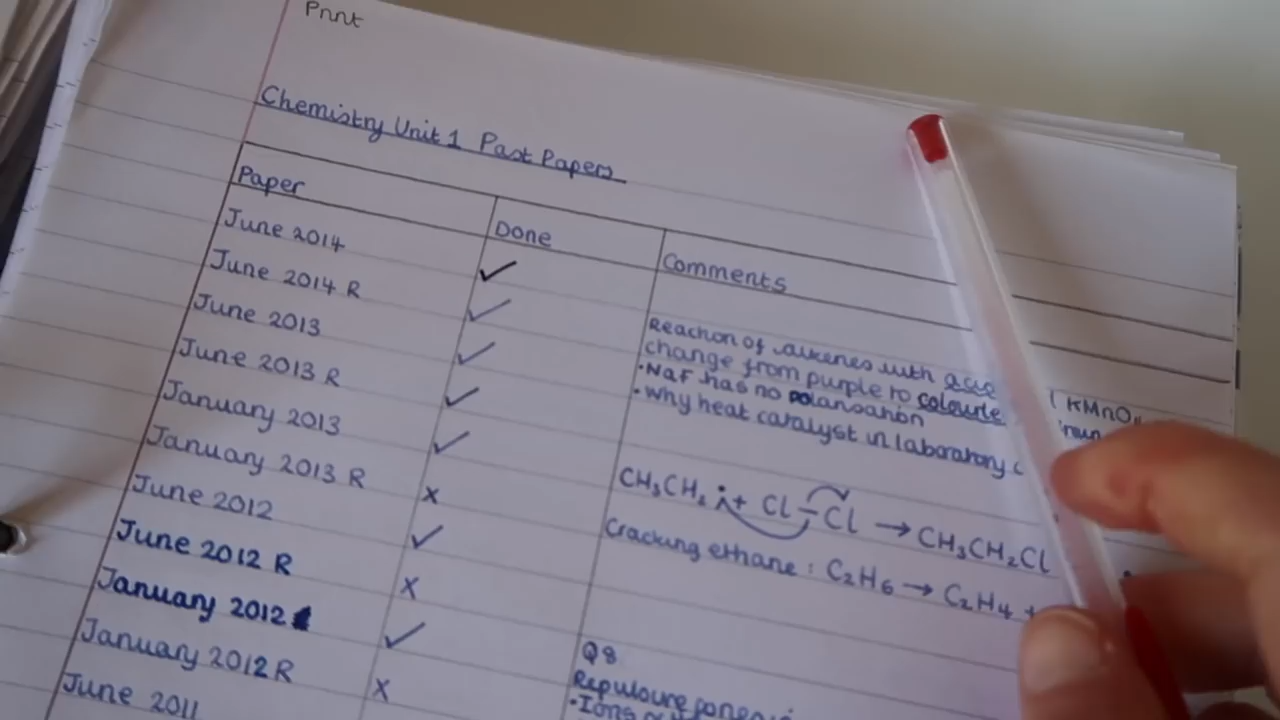 Print
Chemistry Unit 1 Past Papers
Paper
Done
Comments
June 2014 ✓
June 2014 R ✓
June 2013 ✓
June 2013 R ✓
January 2013 ✓
January 2013 R x
June 2012 ✓
June 2012 R x
January 2012 ✓
January 2012 R x
June 2011
Reaction of alkenes with
KMnO₄
change from purple to
·NaF has no polarisation
·Why heat catalyst in laboratory
CH₃CH₂• + Cl–Cl → CH₃CH₂Cl
Cracking ethane: C₂H₆ → C₂H₄ +
Q8